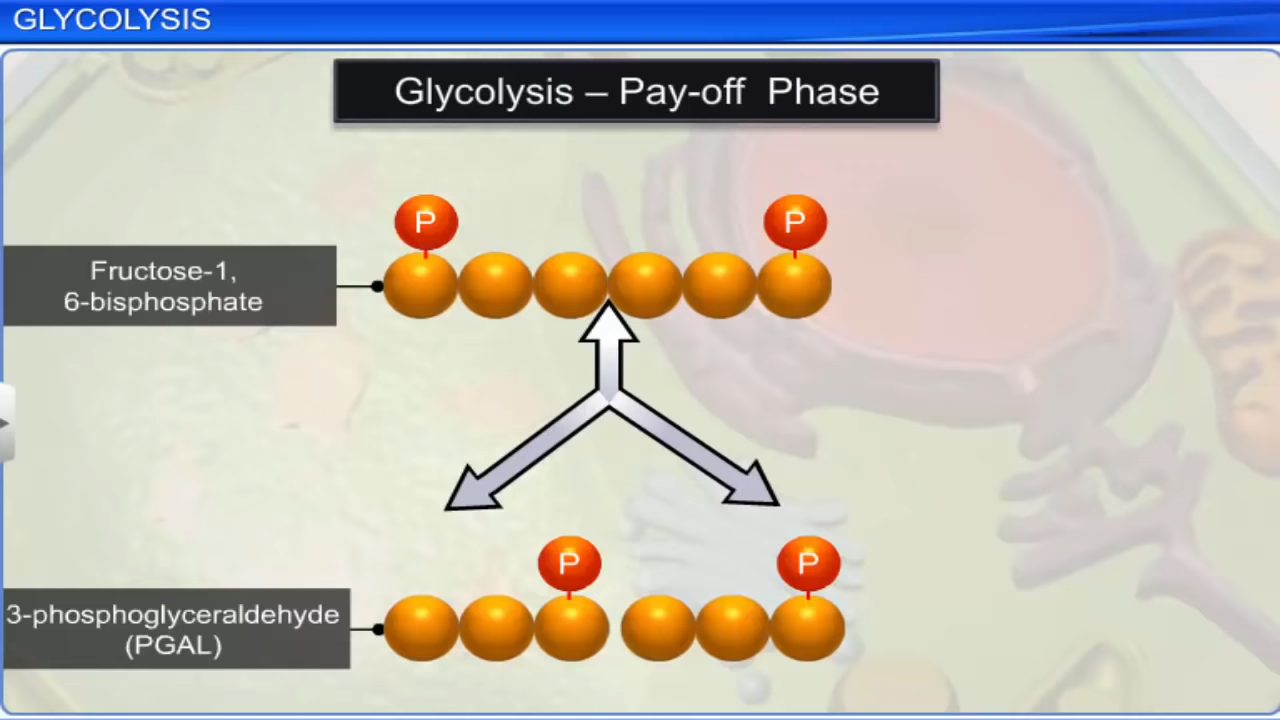 GLYCOLYSIS
Glycolysis – Pay-off Phase
P P
Fructose-1,
6-bisphosphate
P P
3-phosphoglyceraldehyde
(PGAL)